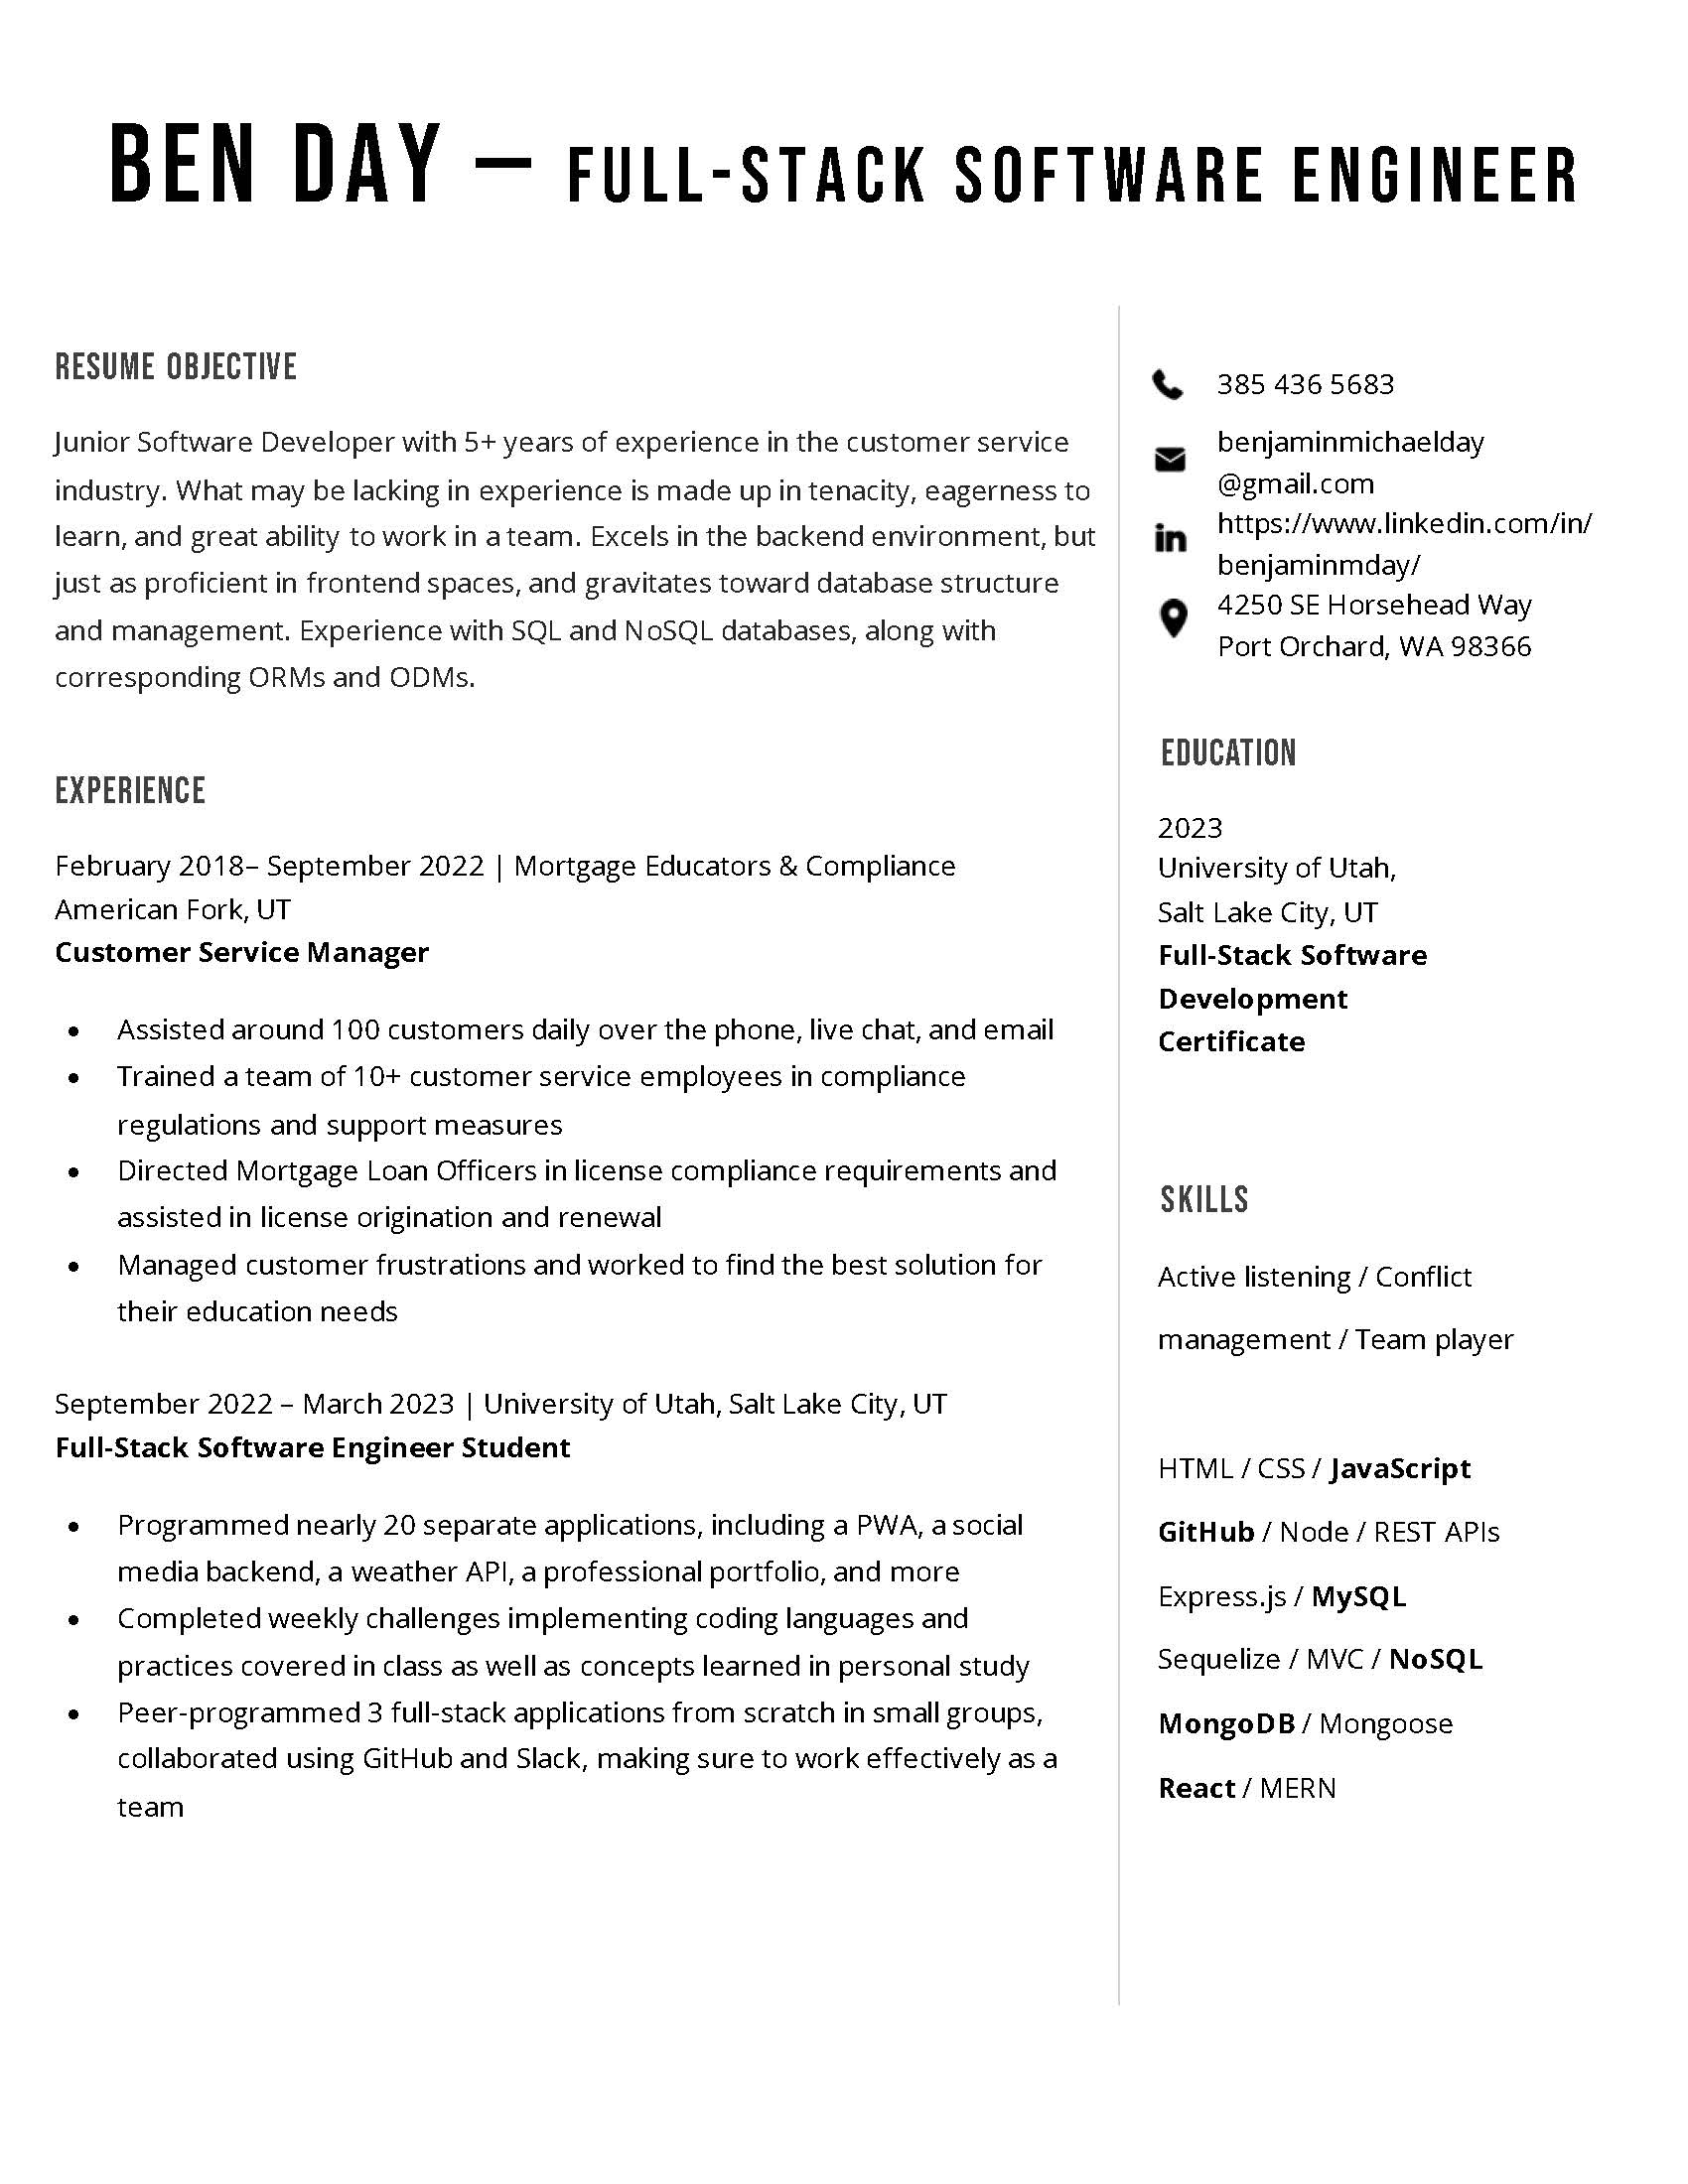 BEN DAY — FULL-STACK SOFTWARE ENGINEER
RESUME OBJECTIVE
Junior Software Developer with 5+ years of experience in the customer service
industry. What may be lacking in experience is made up in tenacity, eagerness to
learn, and great ability to work in a team. Excels in the backend environment, but
just as proficient in frontend spaces, and gravitates toward database structure
and management. Experience with SQL and NoSQL databases, along with
corresponding ORMs and ODMs.
EXPERIENCE
February 2018– September 2022 | Mortgage Educators & Compliance
American Fork, UT
Customer Service Manager
• Assisted around 100 customers daily over the phone, live chat, and email
• Trained a team of 10+ customer service employees in compliance
regulations and support measures
• Directed Mortgage Loan Officers in license compliance requirements and
assisted in license origination and renewal
• Managed customer frustrations and worked to find the best solution for
their education needs
September 2022 – March 2023 | University of Utah, Salt Lake City, UT
Full-Stack Software Engineer Student
• Programmed nearly 20 separate applications, including a PWA, a social
media backend, a weather API, a professional portfolio, and more
• Completed weekly challenges implementing coding languages and
practices covered in class as well as concepts learned in personal study
• Peer-programmed 3 full-stack applications from scratch in small groups,
collaborated using GitHub and Slack, making sure to work effectively as a
team
385 436 5683
benjaminmichaelday
@gmail.com
https://www.linkedin.com/in/
benjaminmday/
4250 SE Horsehead Way
Port Orchard, WA 98366
EDUCATION
2023
University of Utah,
Salt Lake City, UT
Full-Stack Software
Development
Certificate
SKILLS
Active listening / Conflict
management / Team player
HTML / CSS / JavaScript
GitHub / Node / REST APIs
Express.js / MySQL
Sequelize / MVC / NoSQL
MongoDB / Mongoose
React / MERN